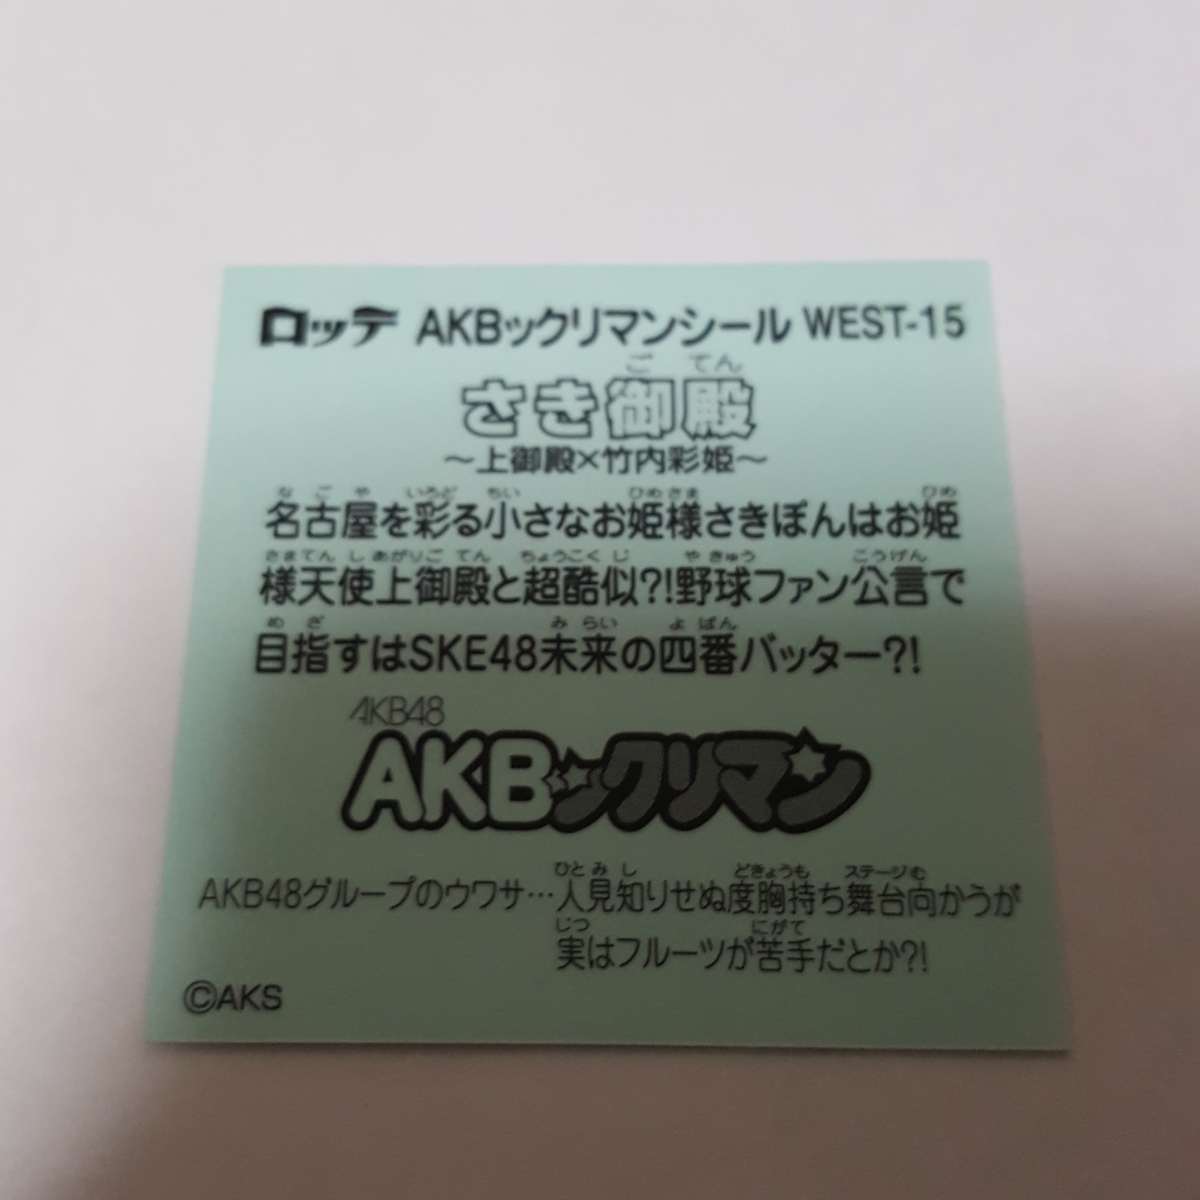 ロッテ AKBックリマンシール WEST-15
ご てん
さき御殿
～上御殿×竹内彩姫～
な ご や いろど ちい ひめさま ひめ
名古屋を彩る小さなお姫様さきぽんはお姫
さまてん し あがりご てん ちょうこく じ や きゅう こうげん
様天使上御殿と超酷似?!野球ファン公言で
め ざ み らい よ ばん
目指すはSKE48未来の四番バッター?!
AKB48
AKBックリマン
ひと み し どきょうも ステージむ
AKB48グループのウワサ…人見知りせぬ度胸持ち舞台向かうが
じつ にがて
実はフルーツが苦手だとか?!
©AKS